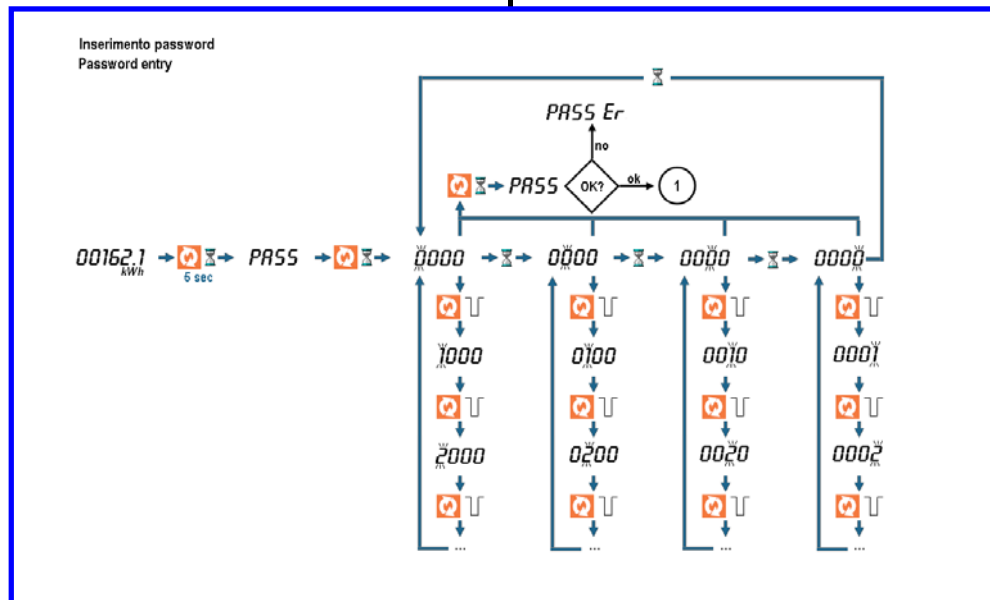 Inserimento password
Password entry
PASS Er
no
PASS OK? ok 1
00162.1 PASS 0000 0000 0000 0000
kWh
5 sec
1000 0100 0010 0001
2000 0200 0020 0002
... ... ... ...